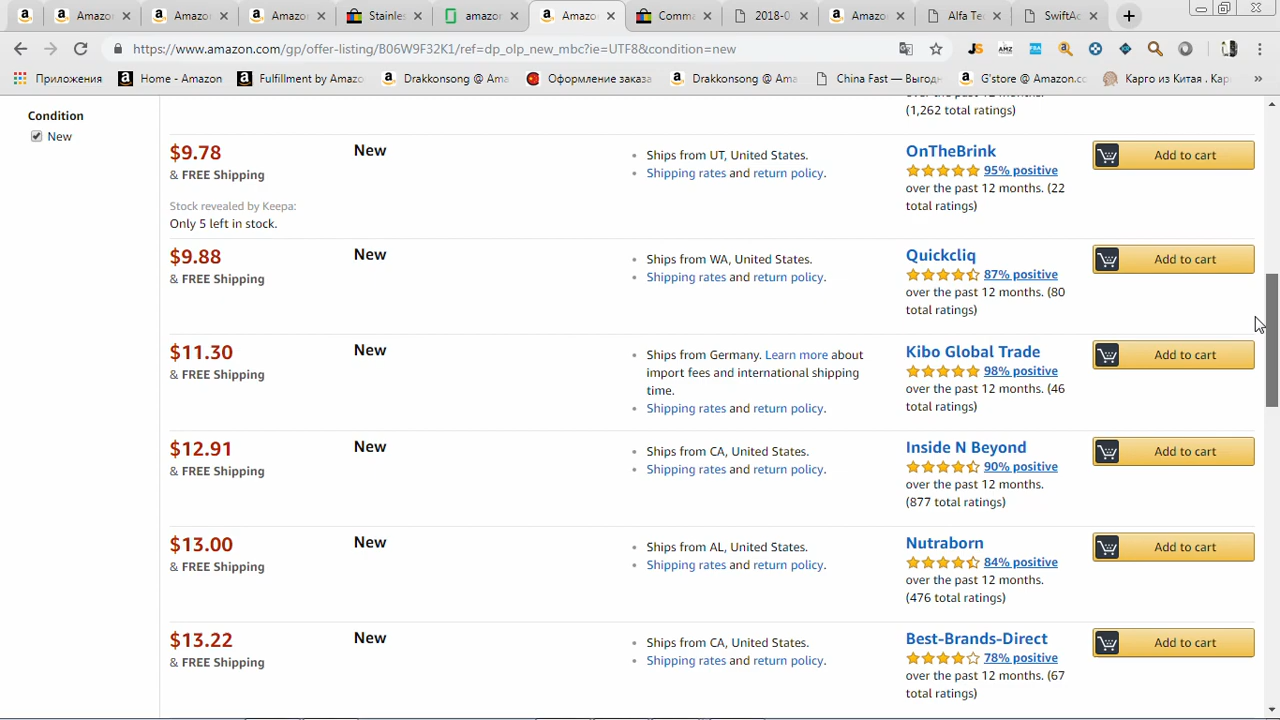 Amazo
Amazo
Amazo
Stainles
amazo
Amazo
Comma
2018-0
Amazo
Alfa Te
SwiftAc
https://www.amazon.com/gp/offer-listing/B06W9F32K1/ref=dp_olp_new_mbc?ie=UTF8&condition=new
Приложения
Home - Amazon
Fulfillment by Amazo
Drakkonsong @ Ama
Оформление заказа
Drakkonsong @ Am
China Fast — Выгодн
G'store @ Amazon.co
Карго из Китая . Кар
Condition
New
(1,262 total ratings)
$9.78
& FREE Shipping
Stock revealed by Keepa:
Only 5 left in stock.
New
Ships from UT, United States.
Shipping rates and return policy.
OnTheBrink
95% positive
over the past 12 months. (22
total ratings)
Add to cart
$9.88
& FREE Shipping
New
Ships from WA, United States.
Shipping rates and return policy.
Quickcliq
87% positive
over the past 12 months. (80
total ratings)
Add to cart
$11.30
& FREE Shipping
New
Ships from Germany. Learn more about
import fees and international shipping
time.
Shipping rates and return policy.
Kibo Global Trade
98% positive
over the past 12 months. (46
total ratings)
Add to cart
$12.91
& FREE Shipping
New
Ships from CA, United States.
Shipping rates and return policy.
Inside N Beyond
90% positive
over the past 12 months.
(877 total ratings)
Add to cart
$13.00
& FREE Shipping
New
Ships from AL, United States.
Shipping rates and return policy.
Nutraborn
84% positive
over the past 12 months.
(476 total ratings)
Add to cart
$13.22
& FREE Shipping
New
Ships from CA, United States.
Shipping rates and return policy.
Best-Brands-Direct
78% positive
over the past 12 months. (67
total ratings)
Add to cart